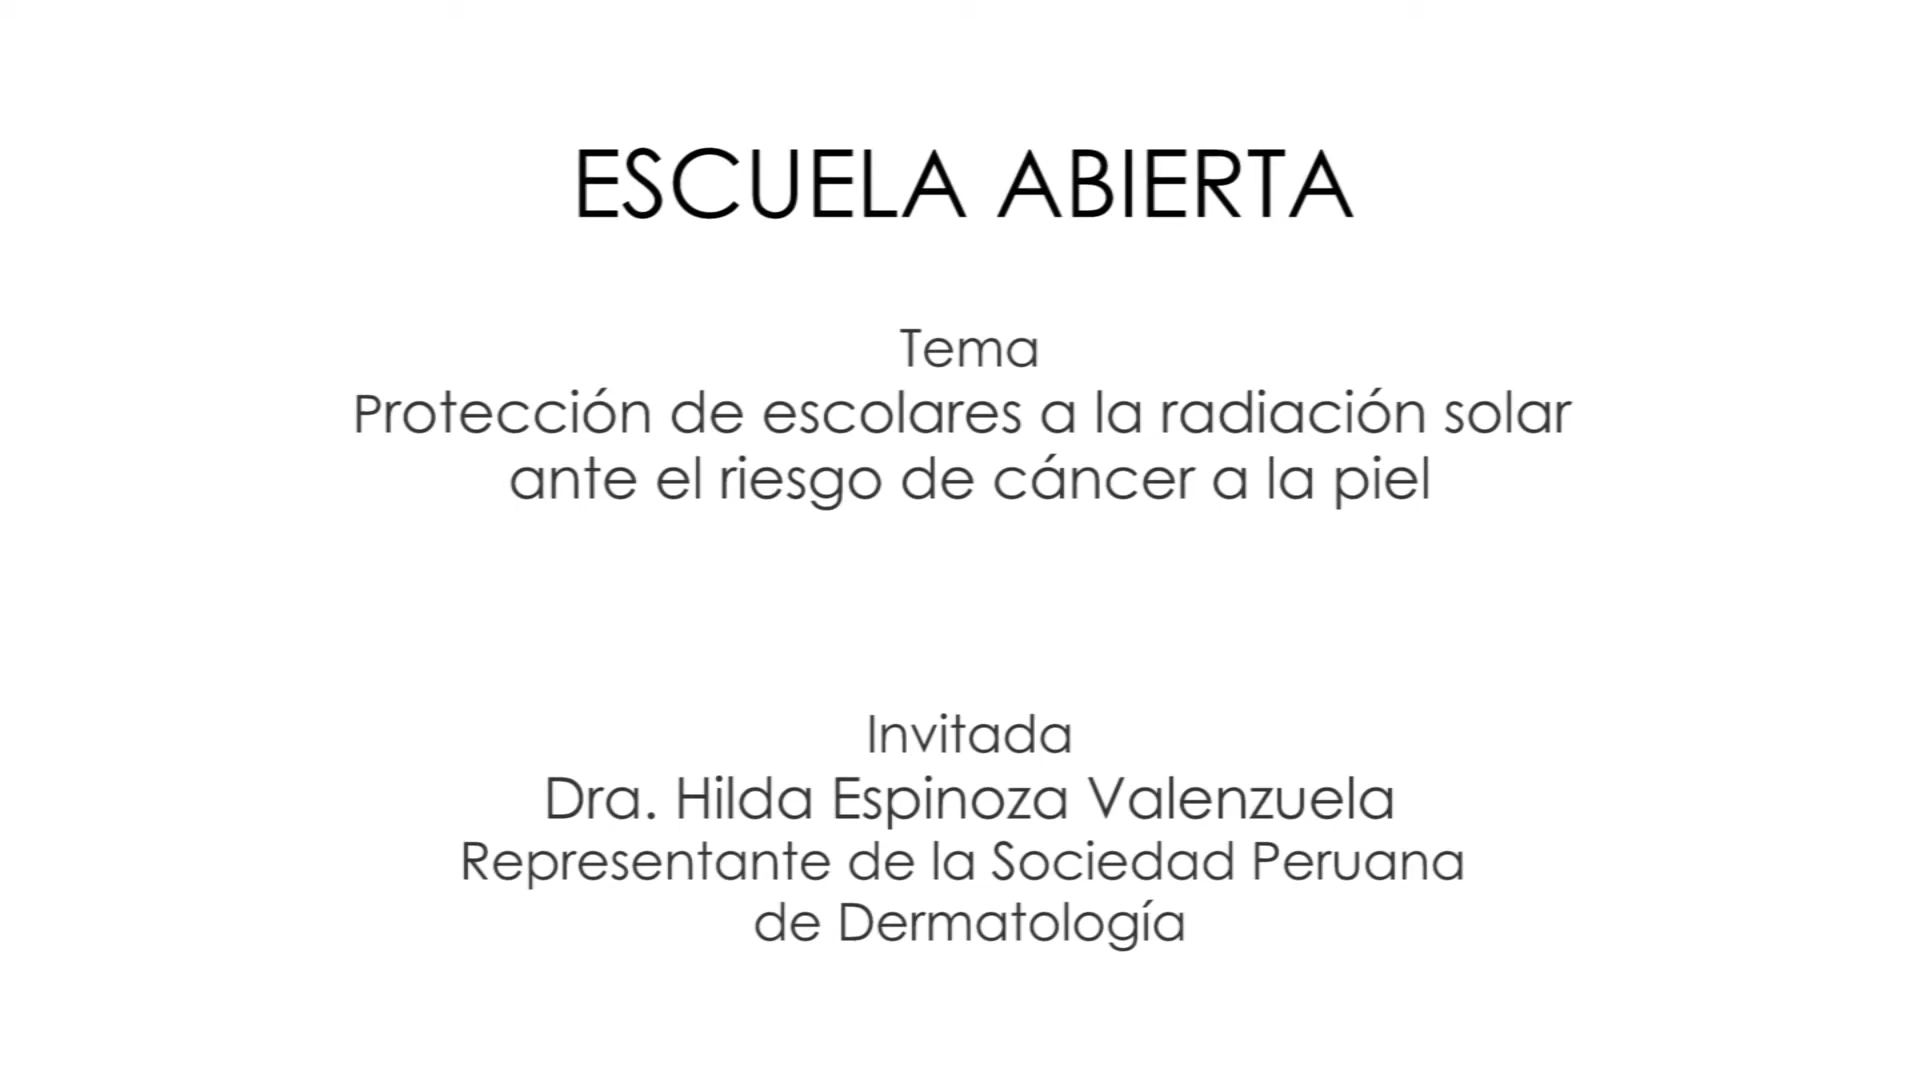 ESCUELA ABIERTA
Tema
Protección de escolares a la radiación solar
ante el riesgo de cáncer a la piel
Invitada
Dra. Hilda Espinoza Valenzuela
Representante de la Sociedad Peruana
de Dermatología